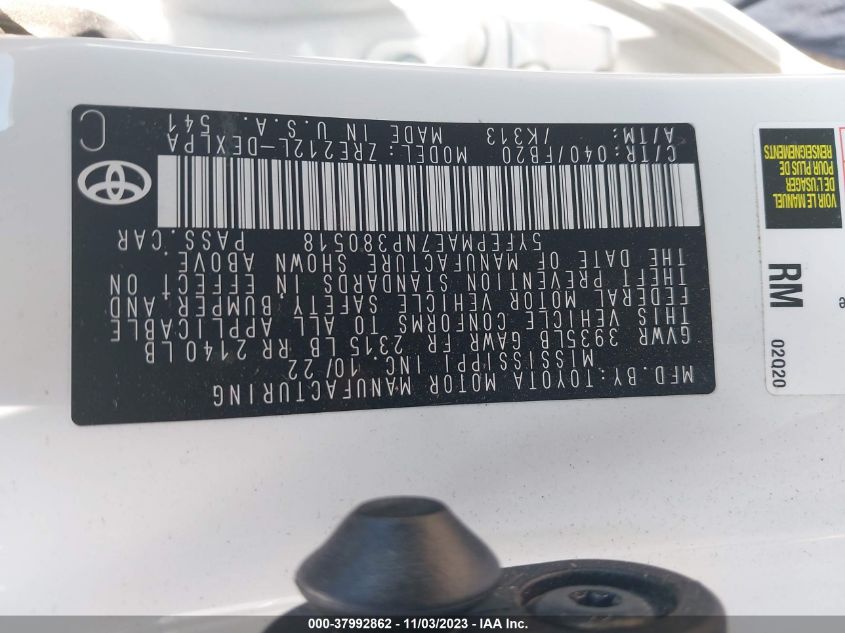 MFD.BY:TOYOTA MOTOR MANUFACTURING
MISSISSIPPI INC 10/22
GVWR 3935LB GAWR FR 2315 LB RR 2140LB
THIS VEHICLE CONFORMS TO ALL APPLICABLE
FEDERAL MOTOR VEHICLE SAFETY,BUMPER,AND
THEFT PREVENTION STANDARDS IN EFFECT ON
THE DATE OF MANUFACTURE SHOWN ABOVE.
5YFEPMAE7NP380518 PASS.CAR
C/TR:040/FB20 MODEL:ZRE212L-DEXLPA
A/TM: /K313 MADE IN U.S.A. 541
C
VOIR LE MANUEL
DE L'USAGER
POUR PLUS DE
RENSEIGNEMENTS
RM
02Q20
000-37992862 - 11/03/2023 - IAAI.com